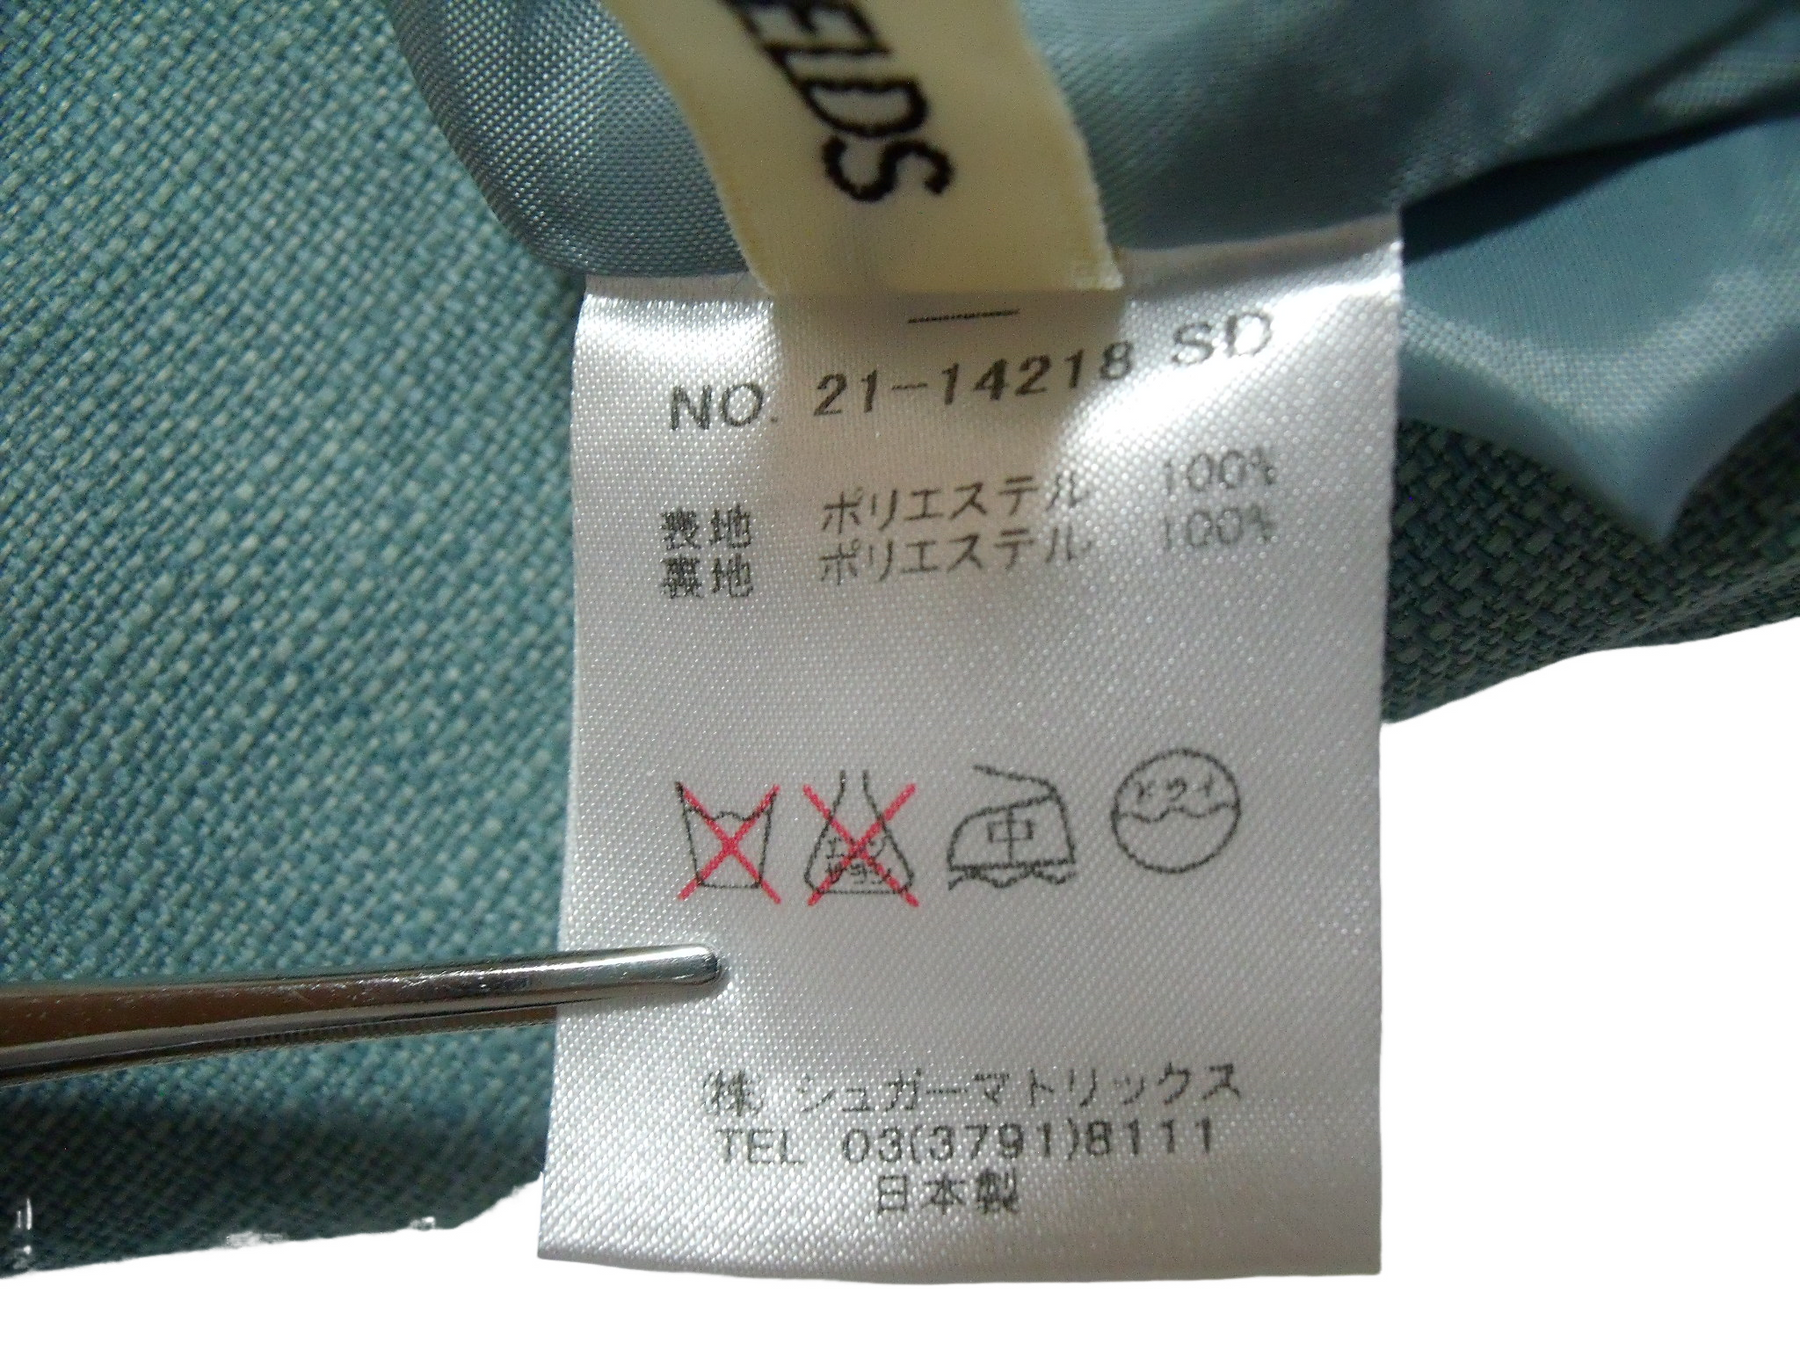 ELDS
NO. 21-14218 SD
表地 ポリエステル 100%
裏地 ポリエステル 100%
中 ドライ
(株) シュガーマトリックス
TEL 03(3791)8111
日本製